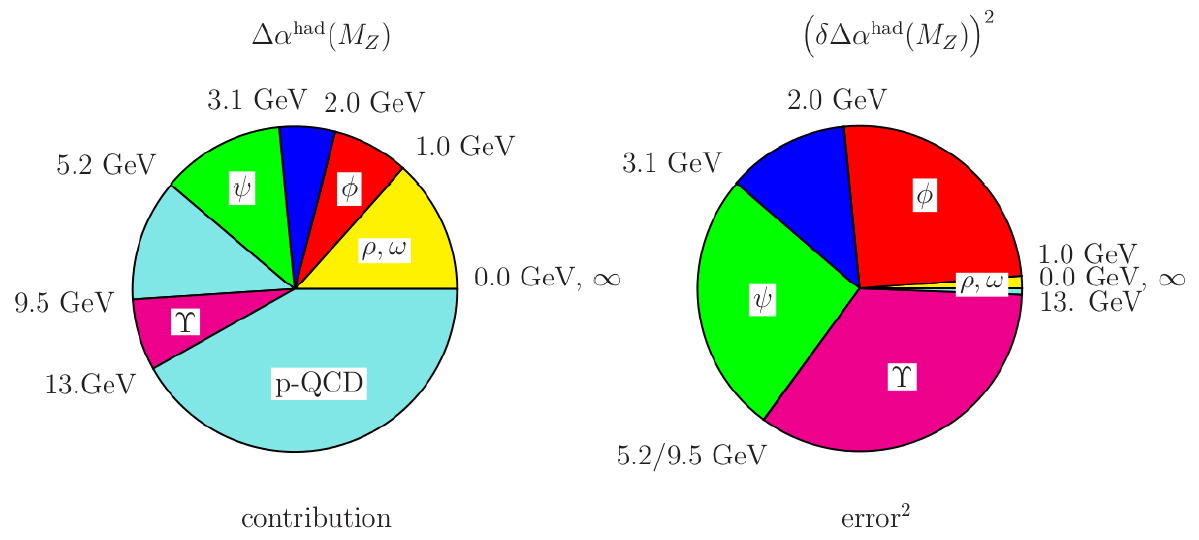 Δα^had(M_Z)
3.1 GeV
2.0 GeV
1.0 GeV
5.2 GeV
ψ
ϕ
ρ, ω
0.0 GeV, ∞
9.5 GeV
Υ
13.GeV
p-QCD
contribution
(δΔα^had(M_Z))^2
2.0 GeV
3.1 GeV
ϕ
1.0 GeV
0.0 GeV, ∞
ρ, ω
13. GeV
ψ
Υ
5.2/9.5 GeV
error^2